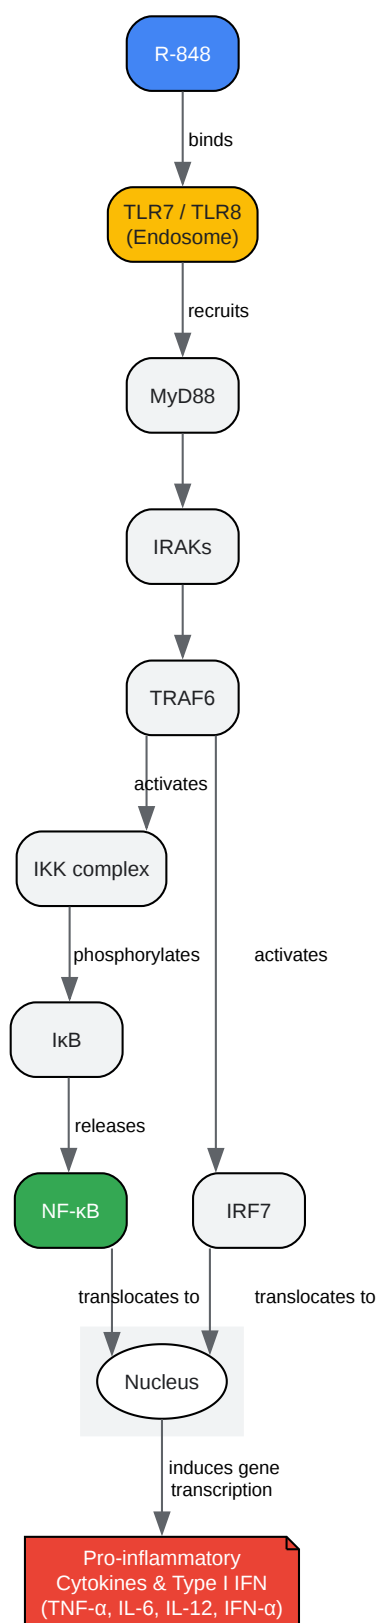 R-848
binds
TLR7 / TLR8
(Endosome)
recruits
MyD88
IRAKs
TRAF6
activates
IKK complex
phosphorylates
activates
IκB
releases
NF-κB
IRF7
translocates to
translocates to
Nucleus
induces gene
transcription
Pro-inflammatory
Cytokines & Type I IFN
(TNF-α, IL-6, IL-12, IFN-α)